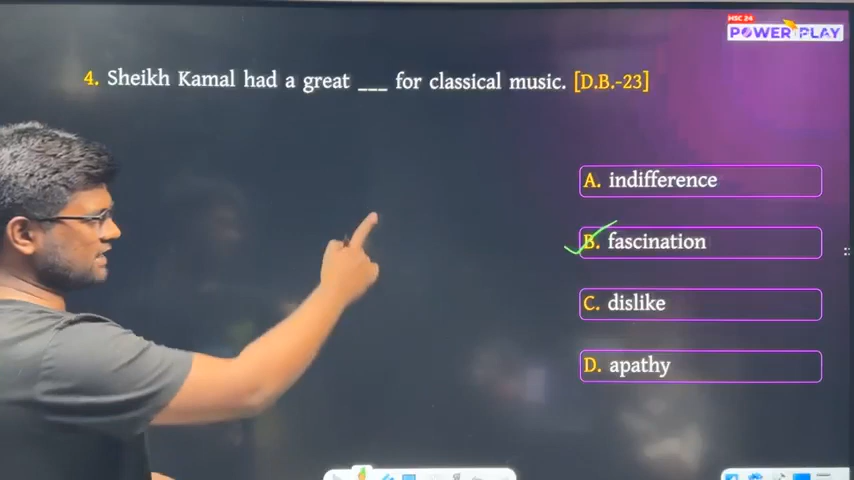 HSC 24
POWER PLAY
4. Sheikh Kamal had a great ___ for classical music. [D.B.-23]
A. indifference
B. fascination
C. dislike
D. apathy